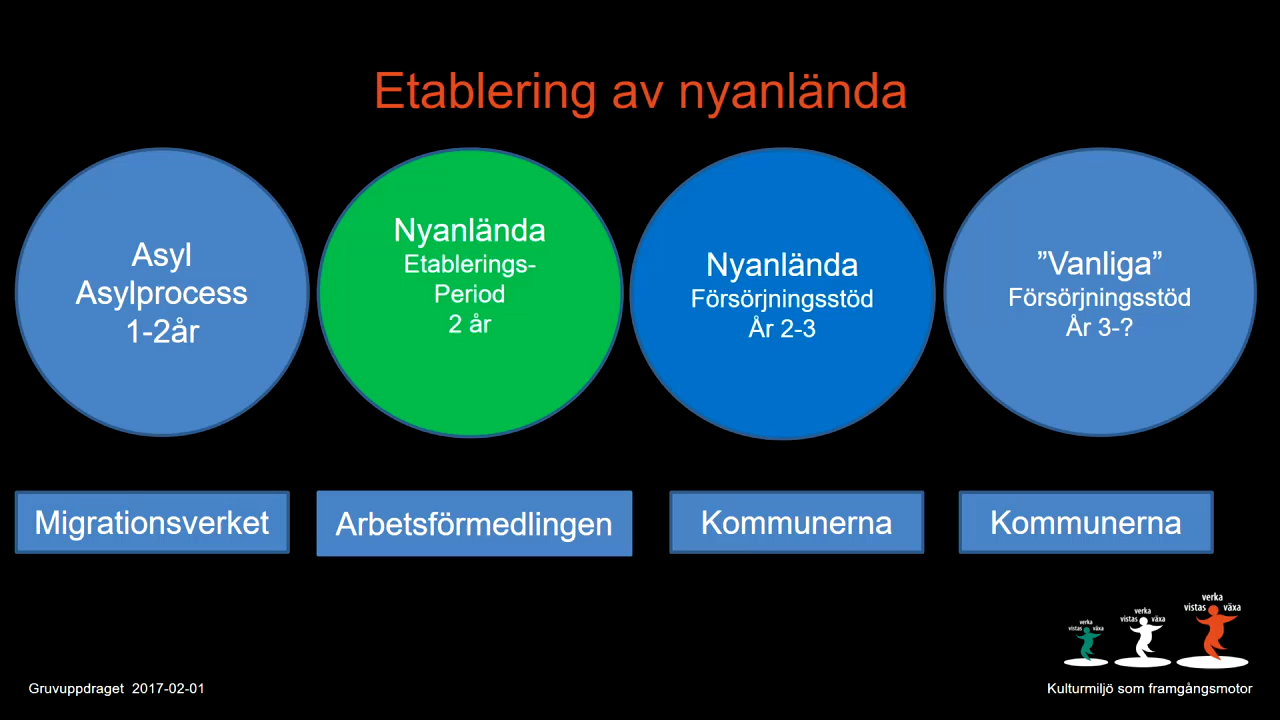 Etablering av nyanlända
Asyl
Asylprocess
1-2år
Nyanlända
Etablerings-
Period
2 år
Nyanlända
Försörjningsstöd
År 2-3
”Vanliga”
Försörjningsstöd
År 3-?
Migrationsverket
Arbetsförmedlingen
Kommunerna
Kommunerna
verka
vistas växa
verka
vistas växa
verka
vistas växa
Gruvuppdraget 2017-02-01
Kulturmiljö som framgångsmotor